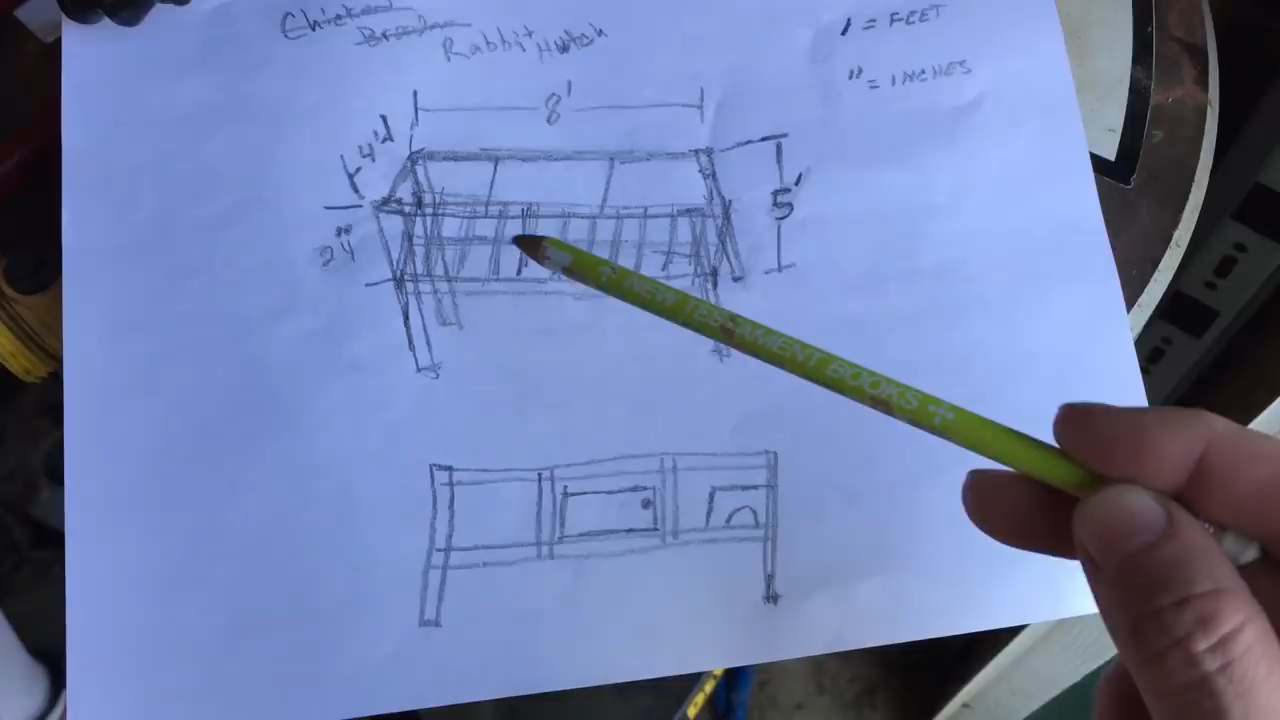 Chicken
Brooder
Rabbit Hutch
' = FEET
" = INCHES
8'
4'
5'
24"
✝ NEW TESTAMENT BOOKS ✝